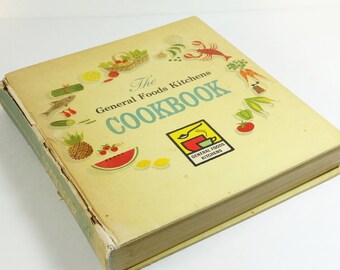 The
General Foods Kitchens
COOKBOOK
GENERAL FOODS
KITCHENS